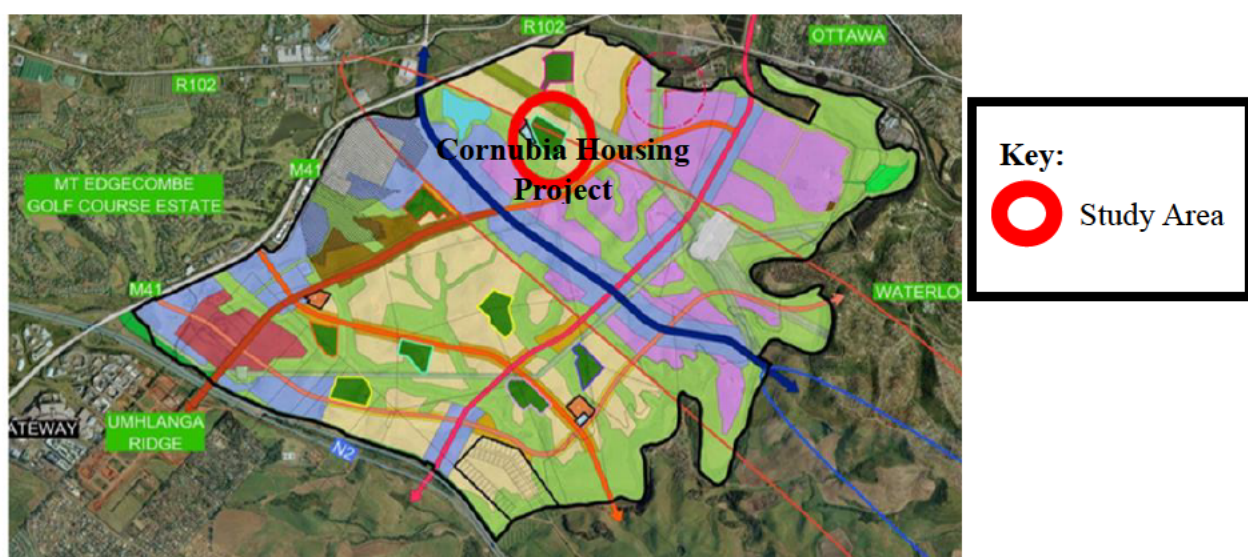 R102
OTTAWA
R102
M41
Cornubia Housing
Project
MT EDGECOMBE
GOLF COURSE ESTATE
M41
WATERLO
ATEWAY
UMHLANGA
RIDGE
N2
Key:
Study Area